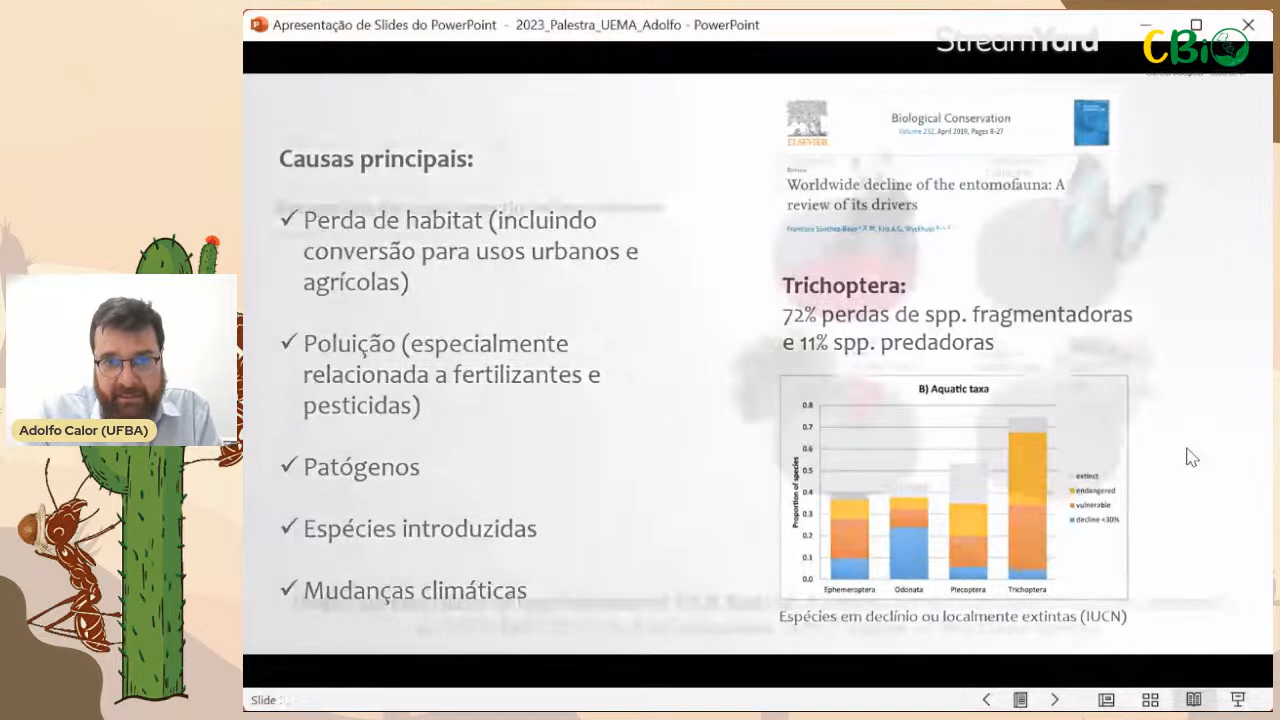 Apresentação de Slides do PowerPoint - 2023_Palestra_UEMA_Adolfo - PowerPoint
StreamYard
CBiO
Causas principais:
✓ Perda de habitat (incluindo
conversão para usos urbanos e
agrícolas)
✓ Poluição (especialmente
relacionada a fertilizantes e
pesticidas)
✓ Patógenos
✓ Espécies introduzidas
✓ Mudanças climáticas
ELSEVIER
Biological Conservation
Volume 232, April 2019, Pages 8-27
Review
Worldwide decline of the entomofauna: A
review of its drivers
Francisco Sánchez-Bayo, Kris A.G. Wyckhuys
Trichoptera:
72% perdas de spp. fragmentadoras
e 11% spp. predadoras
B) Aquatic taxa
Proportion of species
0.8
0.7
0.6
0.5
0.4
0.3
0.2
0.1
0.0
Ephemeroptera Odonata Plecoptera Trichoptera
extinct
endangered
vulnerable
decline <30%
Espécies em declínio ou localmente extintas (IUCN)
Adolfo Calor (UFBA)
Slide